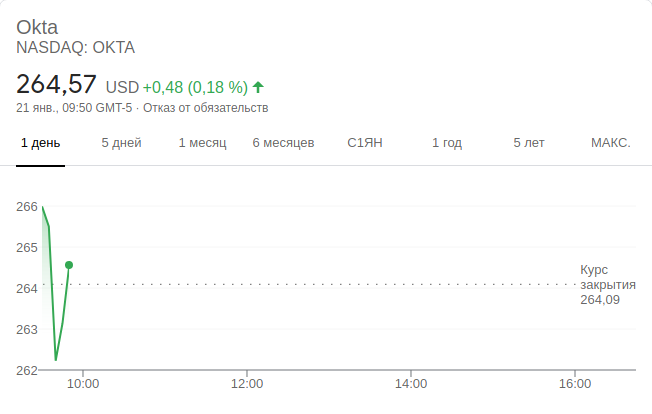 Okta
NASDAQ: OKTA
264,57 USD +0,48 (0,18 %)
21 янв., 09:50 GMT-5 · Отказ от обязательств
1 день 5 дней 1 месяц 6 месяцев С1ЯН 1 год 5 лет МАКС.
266
265
264
263
262
Курс
закрытия
264,09
10:00 12:00 14:00 16:00